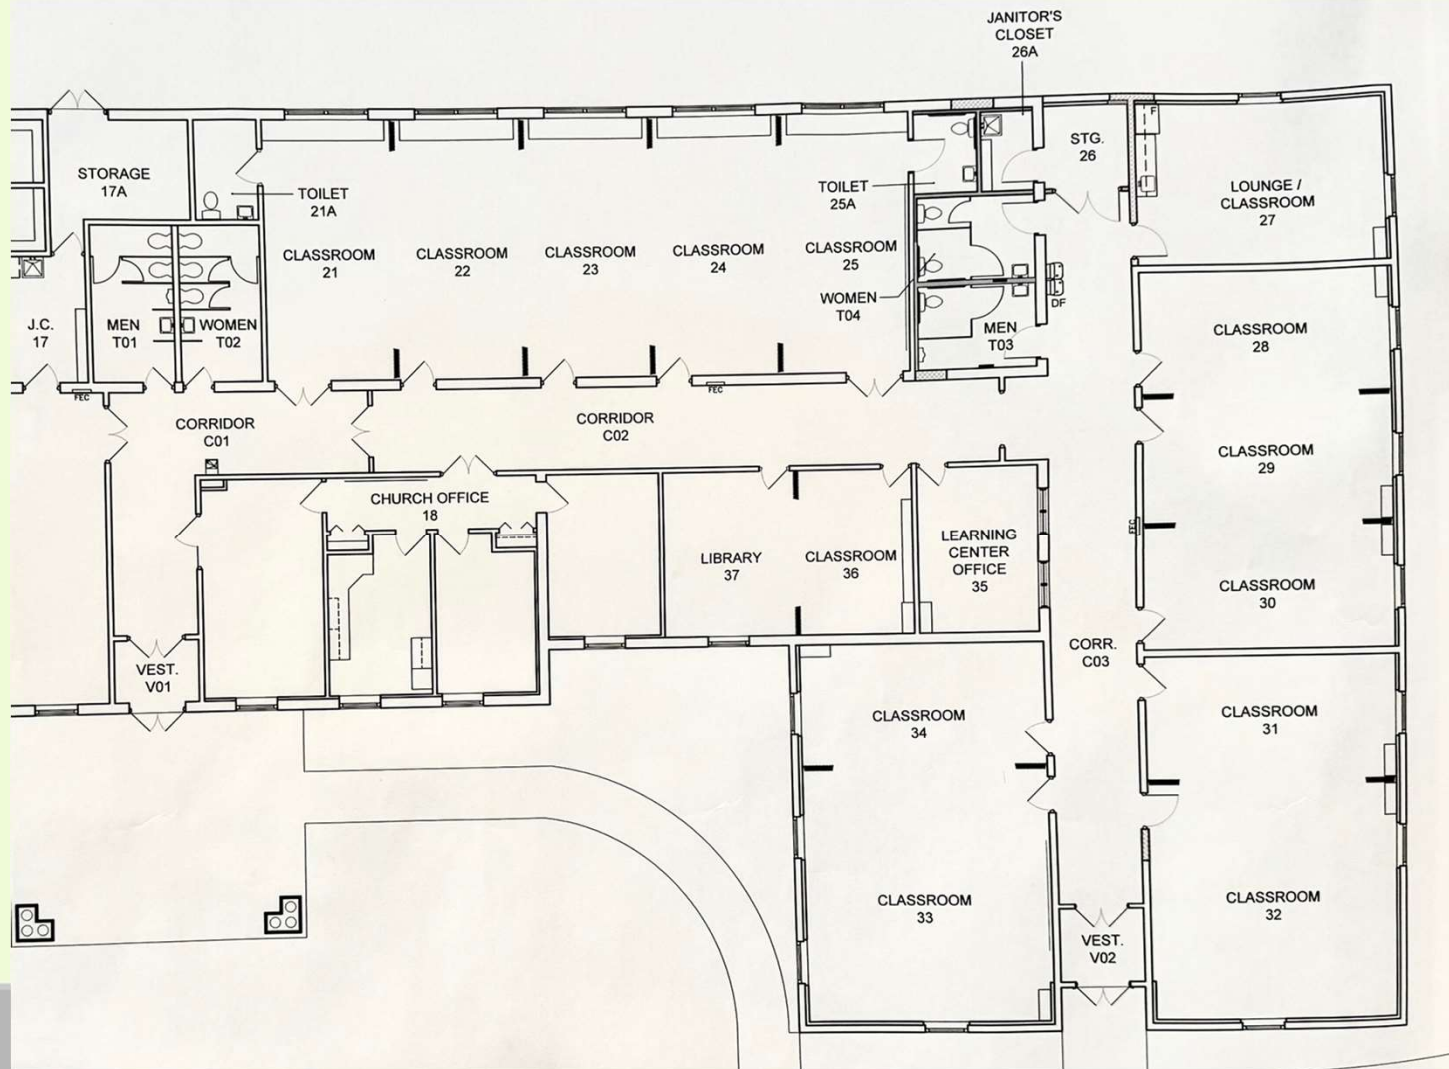 JANITOR'S
CLOSET
26A
STORAGE
17A
TOILET
21A
CLASSROOM
21
CLASSROOM
22
CLASSROOM
23
CLASSROOM
24
CLASSROOM
25
TOILET
25A
STG.
26
F
LOUNGE /
CLASSROOM
27
J.C.
17
MEN
T01
WOMEN
T02
WOMEN
T04
MEN
T03
DF
CLASSROOM
28
FEC
FEC
CORRIDOR
C01
CORRIDOR
C02
CLASSROOM
29
CHURCH OFFICE
18
LIBRARY
37
CLASSROOM
36
LEARNING
CENTER
OFFICE
35
FEC
CLASSROOM
30
VEST.
V01
CORR.
C03
CLASSROOM
34
CLASSROOM
31
CLASSROOM
33
CLASSROOM
32
VEST.
V02